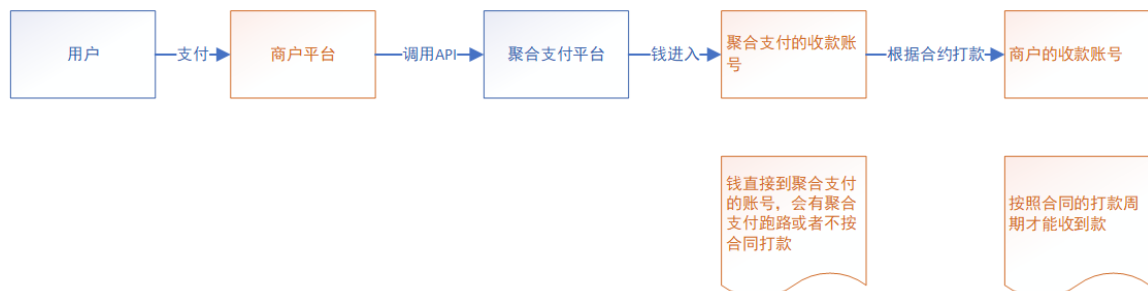 用户
支付
商户平台
调用API
聚合支付平台
钱进入
聚合支付的收款账
号
根据合约打款
商户的收款账号
钱直接到聚合支付
的账号，会有聚合
支付跑路或者不按
合同打款
按照合同的打款周
期才能收到款